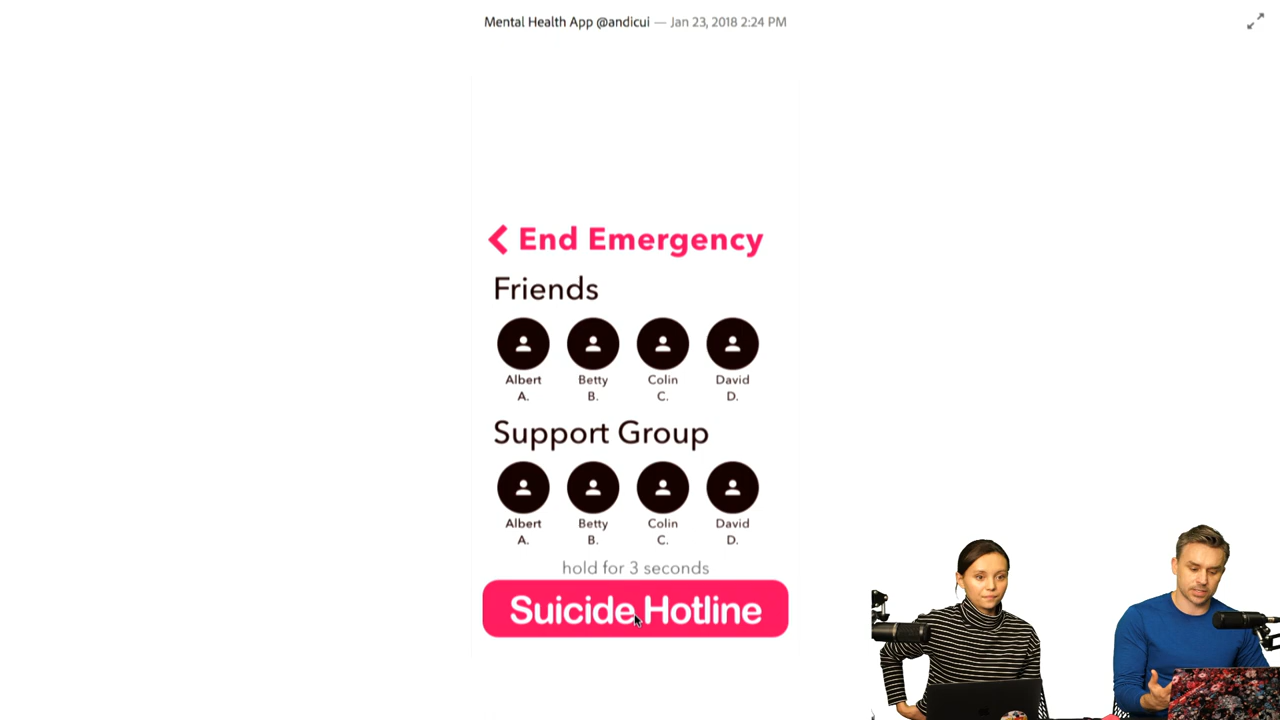 Mental Health App @andicui — Jan 23, 2018 2:24 PM
End Emergency
Friends
Albert Betty Colin David
A. B. C. D.
Support Group
Albert Betty Colin David
A. B. C. D.
hold for 3 seconds
Suicide Hotline